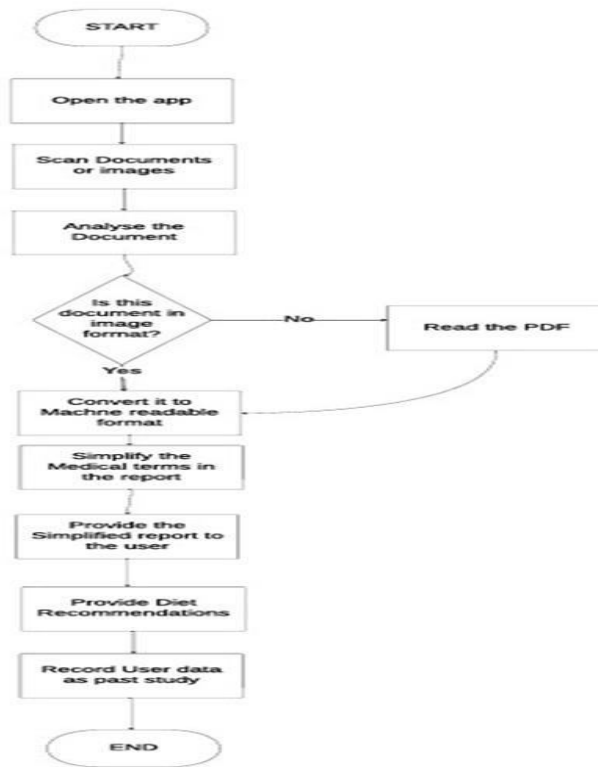 START
Open the app
Scan Documents
or images
Analyse the
Document
Is this
document in
image
format?
No
Read the PDF
Yes
Convert it to
Machne readable
format
Simplify the
Medical terms in
the report
Provide the
Simplified report to
the user
Provide Diet
Recommendations
Record User data
as past study
END